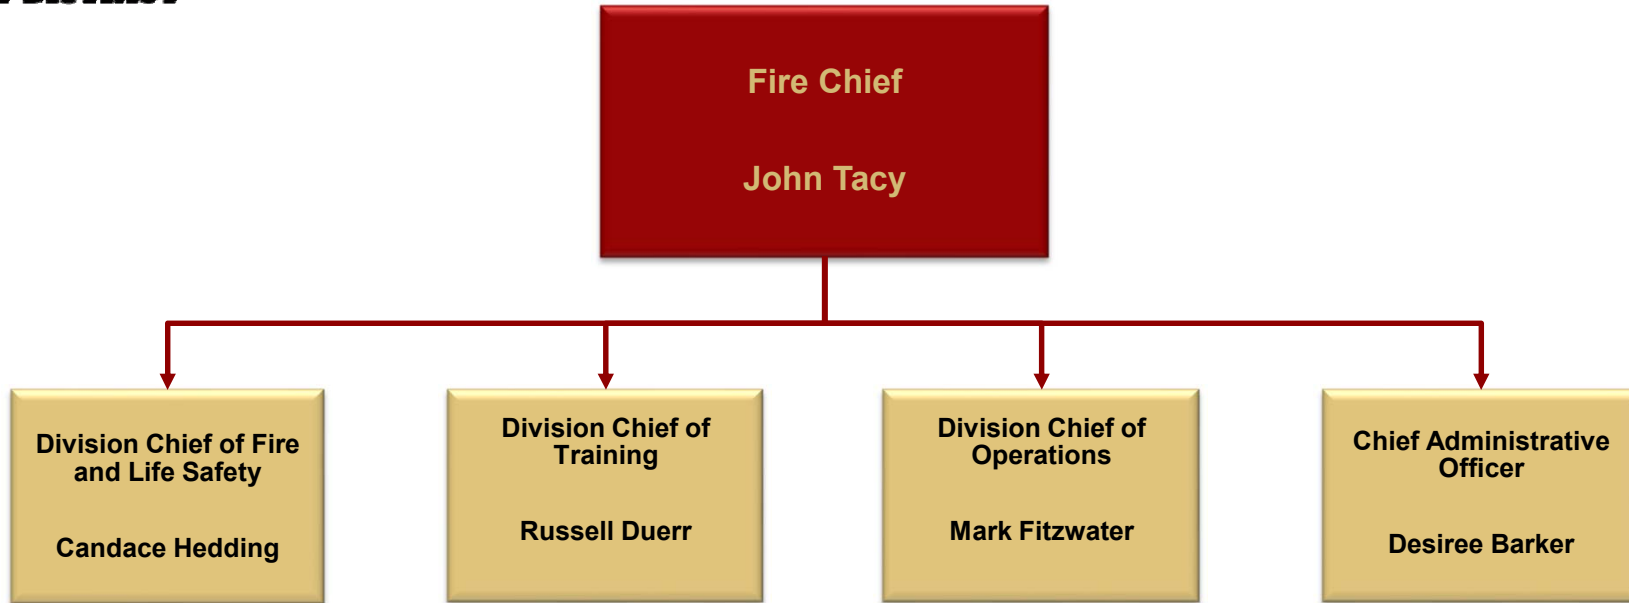 Fire Chief
John Tacy
Division Chief of Fire
and Life Safety
Candace Hedding
Division Chief of
Training
Russell Duerr
Division Chief of
Operations
Mark Fitzwater
Chief Administrative
Officer
Desiree Barker